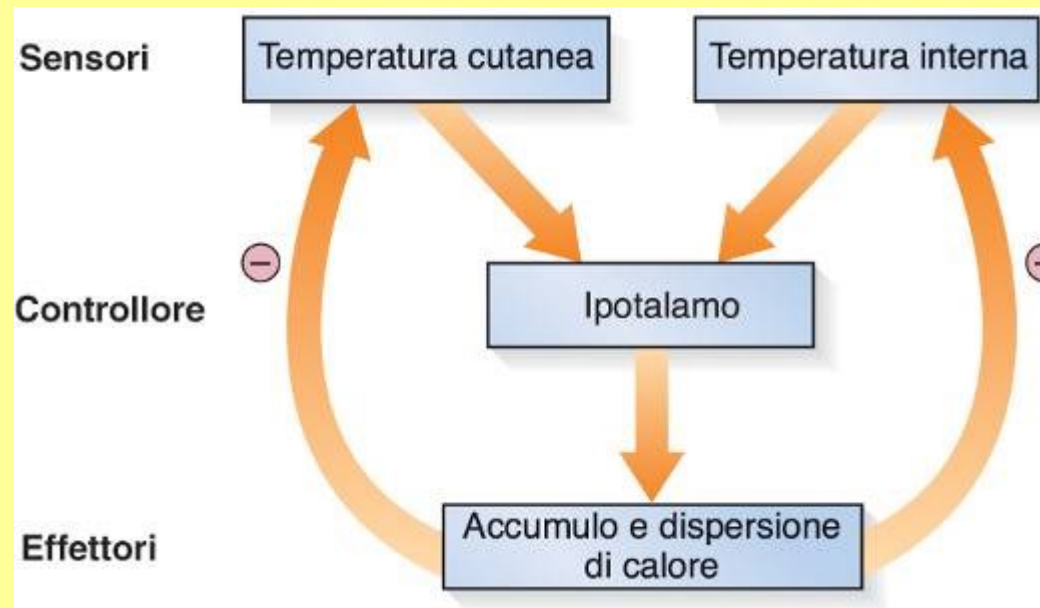 Sensori
Temperatura cutanea
Temperatura interna
−
−
Controllore
Ipotalamo
Effettori
Accumulo e dispersione
di calore